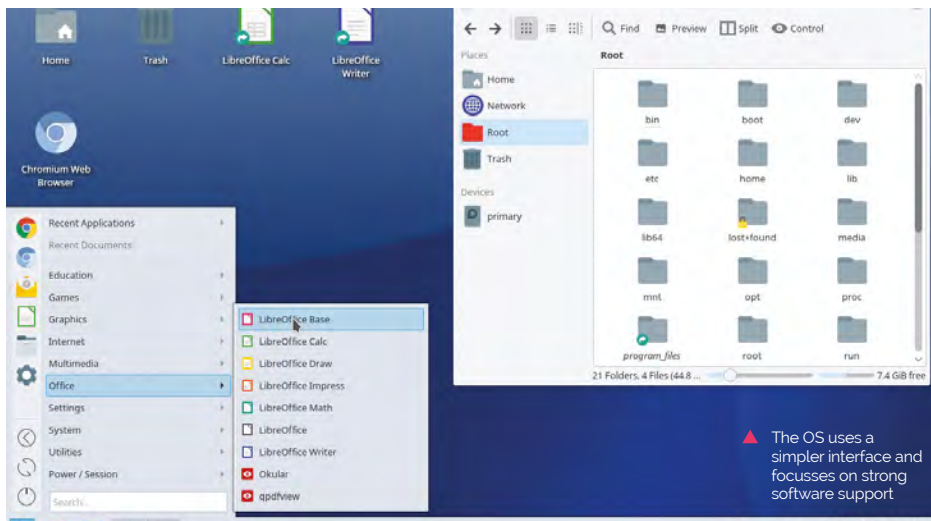 Home
Trash
LibreOffice Calc
LibreOffice
Writer
Chromium Web
Browser
Recent Applications
Recent Documents
Education
Games
Graphics
Internet
Multimedia
Office
Settings
System
Utilities
Power / Session
Search...
LibreOffice Base
LibreOffice Calc
LibreOffice Draw
LibreOffice Impress
LibreOffice Math
LibreOffice
LibreOffice Writer
Okular
qpdfview
Find Preview Split Control
Places
Home
Network
Root
Trash
Devices
primary
Root
bin boot dev
etc home lib
lib64 lost+found media
mnt opt proc
program_files root run
21 Folders, 4 Files (44.8 ... 7.4 GiB free
The OS uses a
simpler interface and
focusses on strong
software support